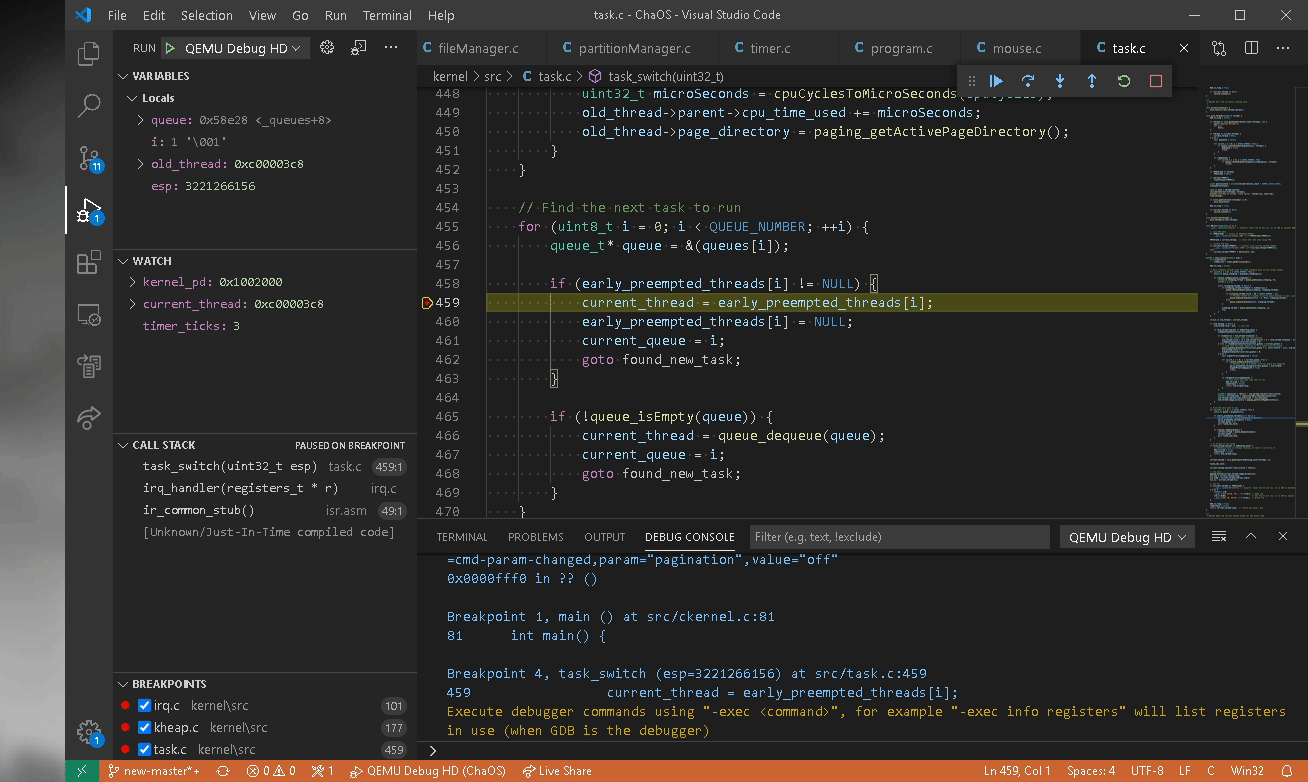 File Edit Selection View Go Run Terminal Help task.c - ChaOS - Visual Studio Code
RUN QEMU Debug HD
fileManager.c partitionManager.c timer.c program.c mouse.c task.c
kernel > src > C task.c > task_switch(uint32_t)
VARIABLES
Locals
queue: 0x58e28 <_queues+8>
i: 1 '\001'
old_thread: 0xc00003c8
esp: 3221266156
WATCH
kernel_pd: 0x1002000
current_thread: 0xc00003c8
timer_ticks: 3
CALL STACK PAUSED ON BREAKPOINT
task_switch(uint32_t esp) task.c 459:1
irq_handler(registers_t * r) irq.c
ir_common_stub() isr.asm 49:1
[Unknown/Just-In-Time compiled code]
BREAKPOINTS
irq.c kernel\src 101
kheap.c kernel\src 177
task.c kernel\src 459
11
1
1
448 uint32_t microSeconds =
449 old_thread->parent->cpu_time_used += microSeconds;
450 old_thread->page_directory = paging_getActivePageDirectory();
451 }
452 }
453
454 // Find the next task to run
455 for (uint8_t i = 0; i < QUEUE_NUMBER; ++i) {
456 queue_t* queue = &(queues[i]);
457
458 if (early_preempted_threads[i] != NULL) {
459 current_thread = early_preempted_threads[i];
460 early_preempted_threads[i] = NULL;
461 current_queue = i;
462 goto found_new_task;
463 }
464
465 if (!queue_isEmpty(queue)) {
466 current_thread = queue_dequeue(queue);
467 current_queue = i;
468 goto found_new_task;
469 }
470 }
TERMINAL PROBLEMS OUTPUT DEBUG CONSOLE Filter (e.g. text, !exclude) QEMU Debug HD
=cmd-param-changed,param="pagination",value="off"
0x0000fff0 in ?? ()
Breakpoint 1, main () at src/ckernel.c:81
81 int main() {
Breakpoint 4, task_switch (esp=3221266156) at src/task.c:459
459 current_thread = early_preempted_threads[i];
Execute debugger commands using "-exec <command>", for example "-exec info registers" will list registers
in use (when GDB is the debugger)
new-master*+ 0 0 1 QEMU Debug HD (ChaOS) Live Share Ln 459, Col 1 Spaces: 4 UTF-8 LF C Win32